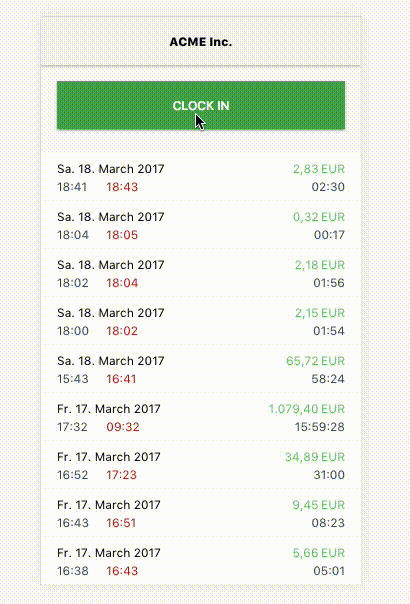 ACME Inc.
CLOCK IN
Sa. 18. March 2017 2,83 EUR
18:41 18:43 02:30
Sa. 18. March 2017 0,32 EUR
18:04 18:05 00:17
Sa. 18. March 2017 2,18 EUR
18:02 18:04 01:56
Sa. 18. March 2017 2,15 EUR
18:00 18:02 01:54
Sa. 18. March 2017 65,72 EUR
15:43 16:41 58:24
Fr. 17. March 2017 1.079,40 EUR
17:32 09:32 15:59:28
Fr. 17. March 2017 34,89 EUR
16:52 17:23 31:00
Fr. 17. March 2017 9,45 EUR
16:43 16:51 08:23
Fr. 17. March 2017 5,66 EUR
16:38 16:43 05:01